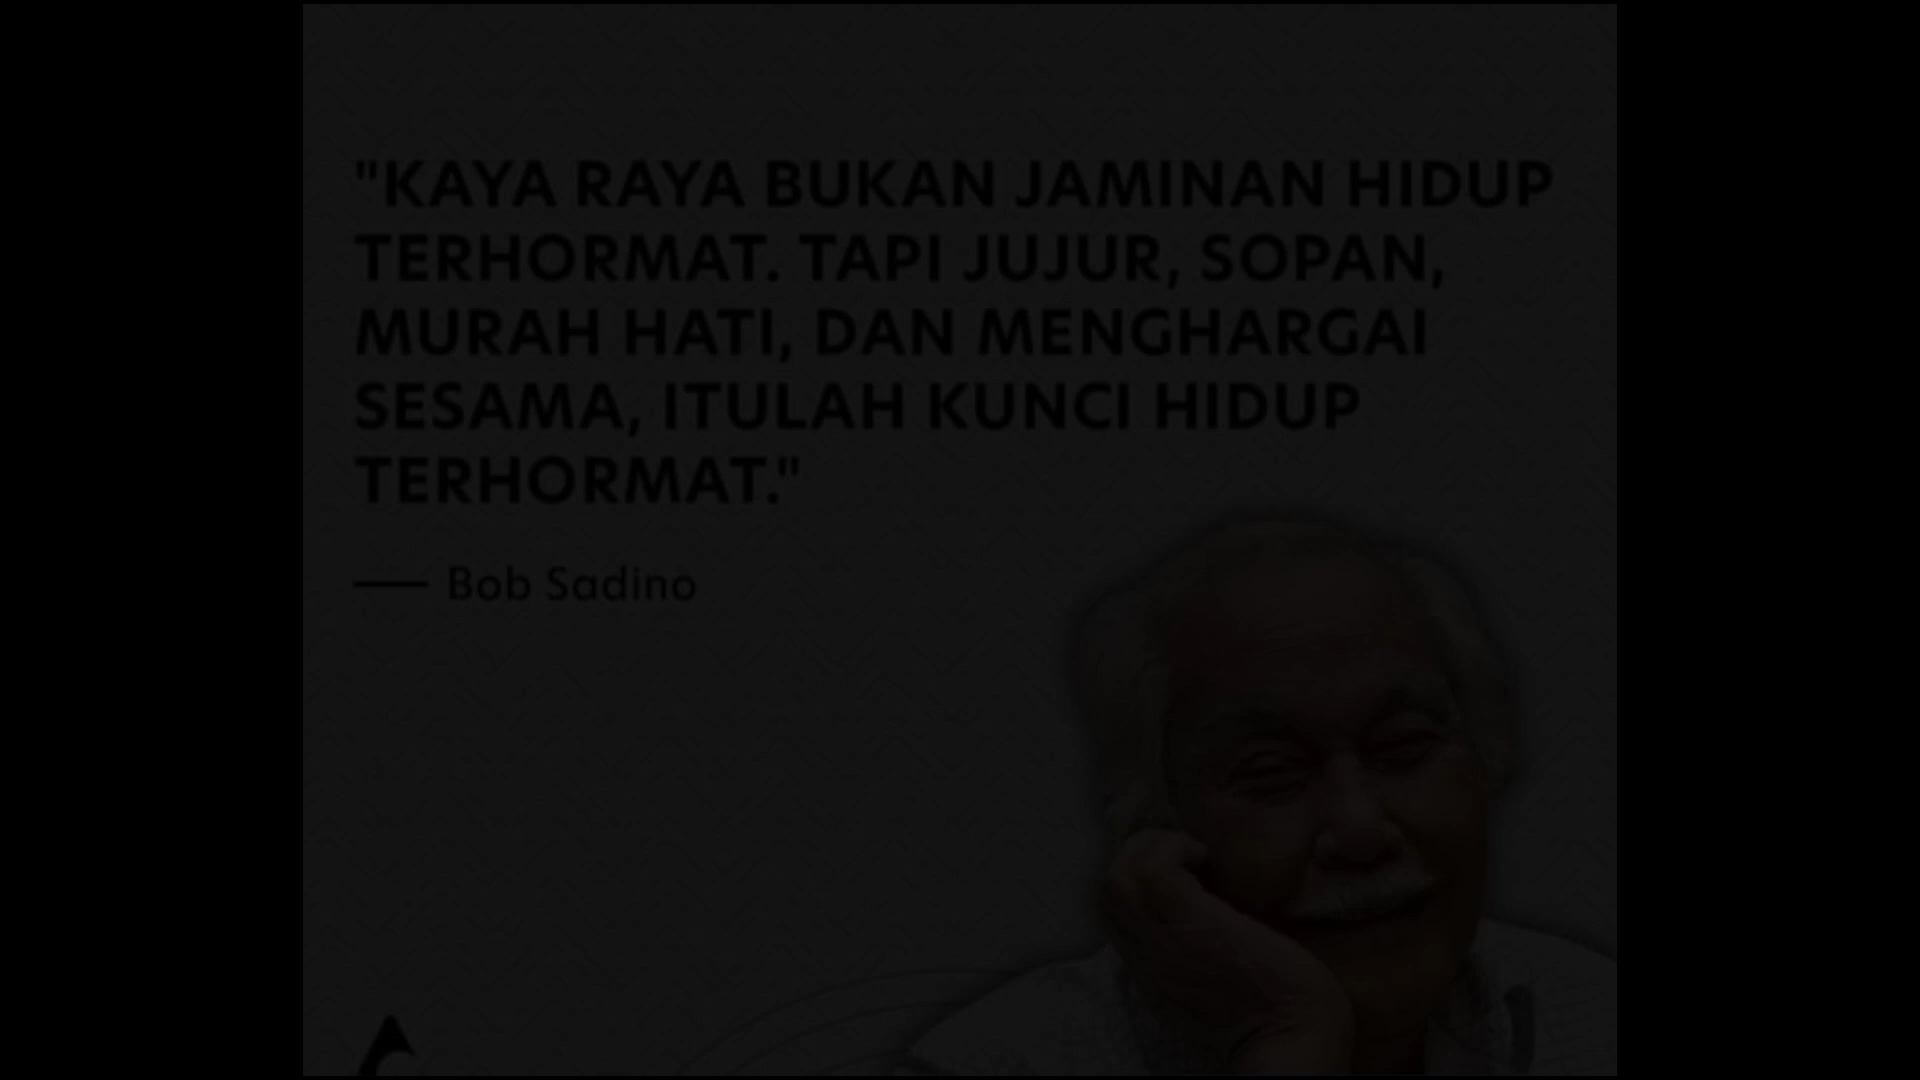 "KAYA RAYA BUKAN JAMINAN HIDUP
TERHORMAT. TAPI JUJUR, SOPAN,
MURAH HATI, DAN MENGHARGAI
SESAMA, ITULAH KUNCI HIDUP
TERHORMAT."
— Bob Sadino